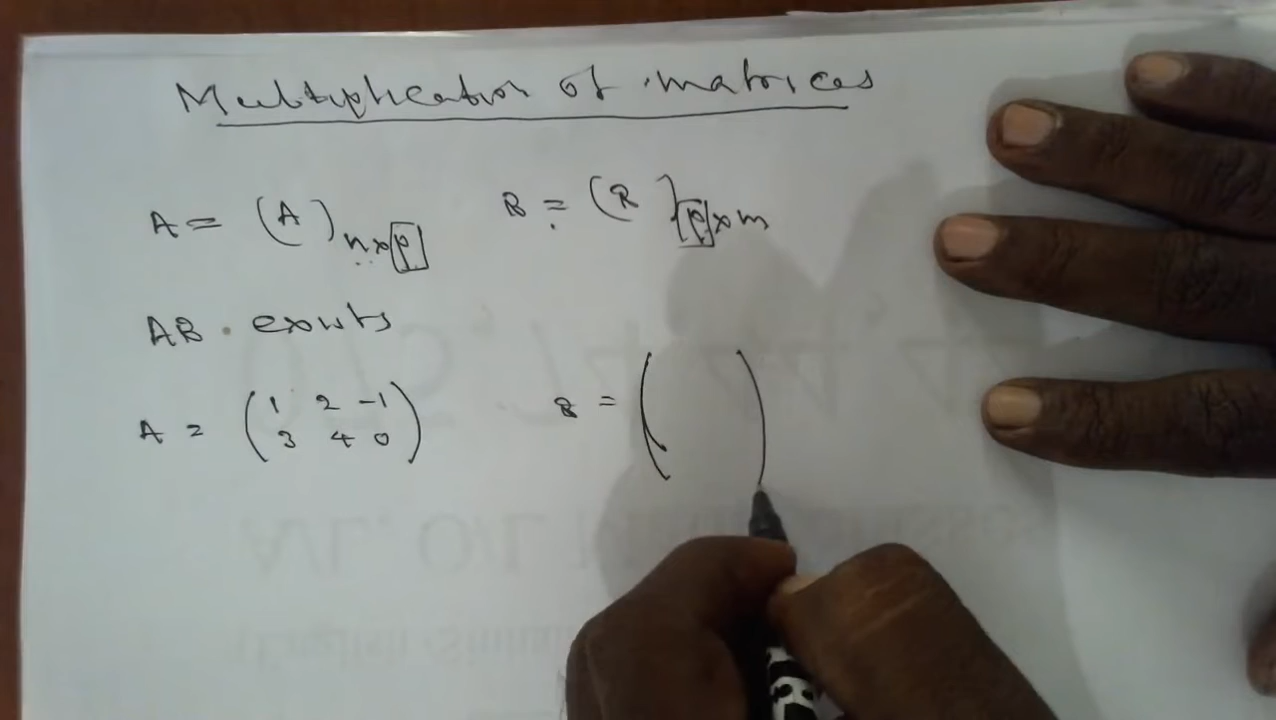 Multiplication of matrices
A = (A)n×p B = (B)p×m
AB exists
A = (1 2 -1
3 4 0) B = ( )